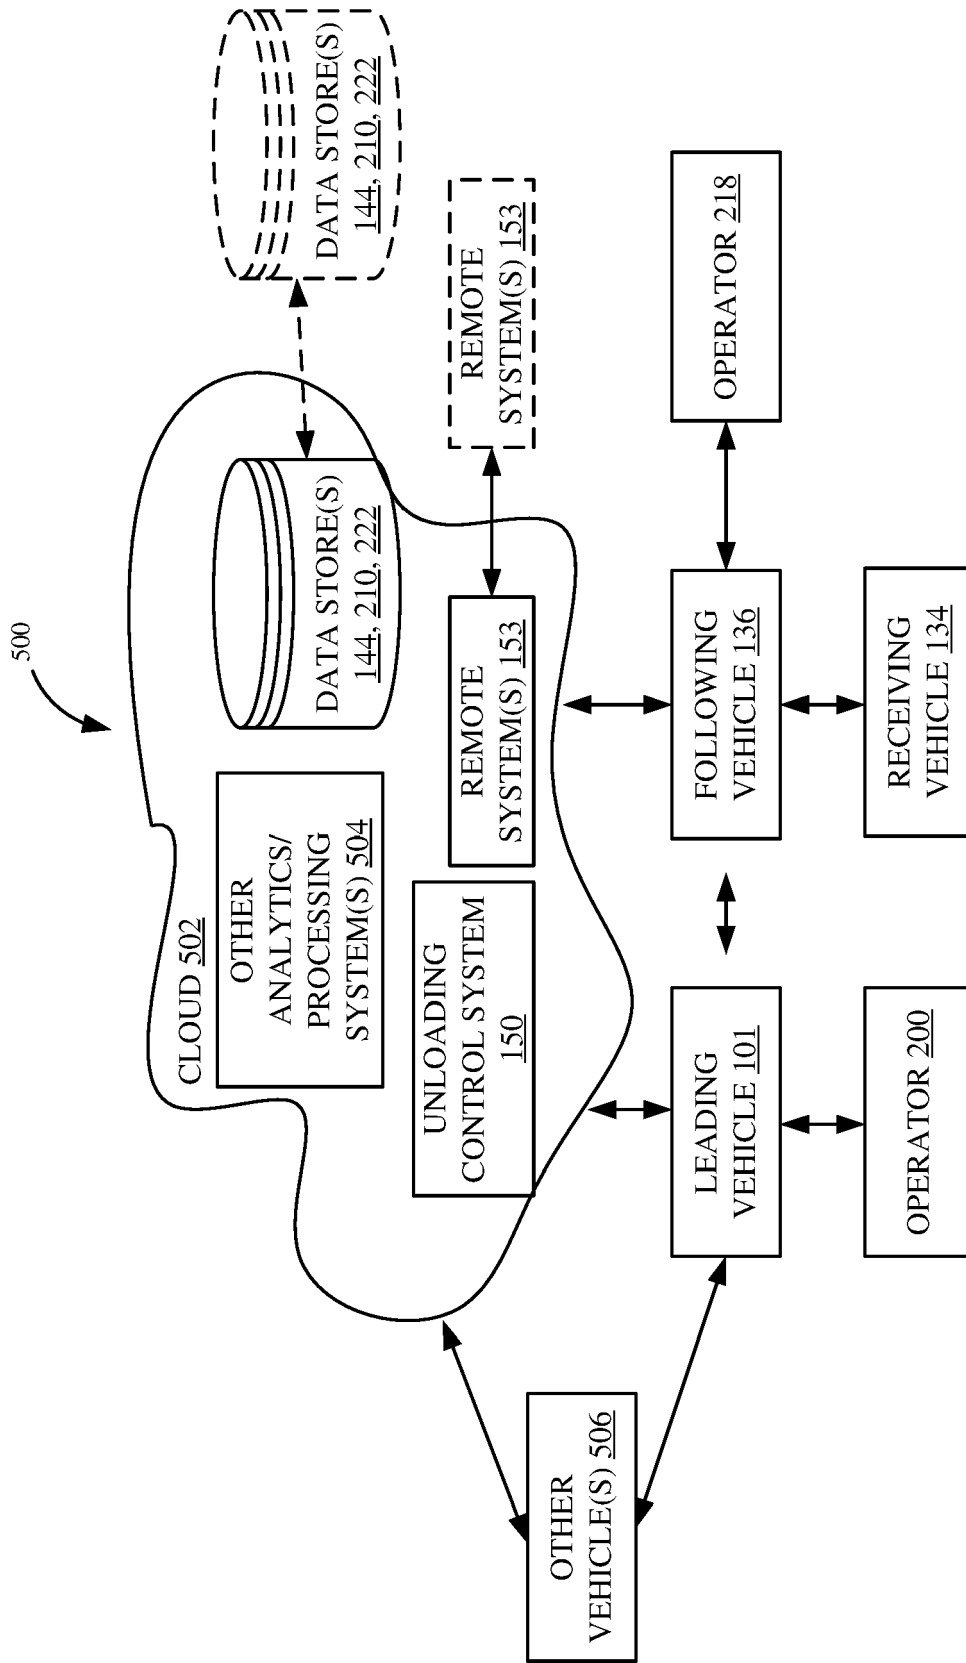 500
CLOUD 502
OTHER
ANALYTICS/
PROCESSING
SYSTEM(S) 504
DATA STORE(S)
144, 210, 222
DATA STORE(S)
144, 210, 222
UNLOADING
CONTROL SYSTEM
150
REMOTE
SYSTEM(S) 153
REMOTE
SYSTEM(S) 153
OTHER
VEHICLE(S) 506
LEADING
VEHICLE 101
FOLLOWING
VEHICLE 136
OPERATOR 218
OPERATOR 200
RECEIVING
VEHICLE 134